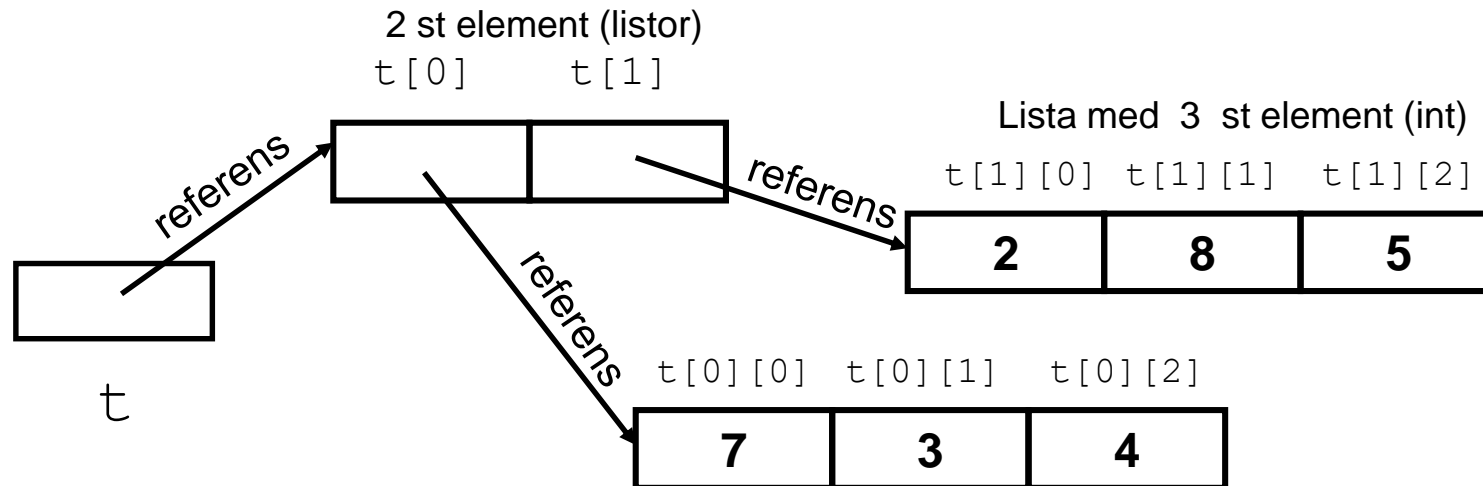 2 st element (listor)
t[0] t[1]
Lista med 3 st element (int)
t[1][0] t[1][1] t[1][2]
referens
referens
2 8 5
referens
t
t[0][0] t[0][1] t[0][2]
7 3 4